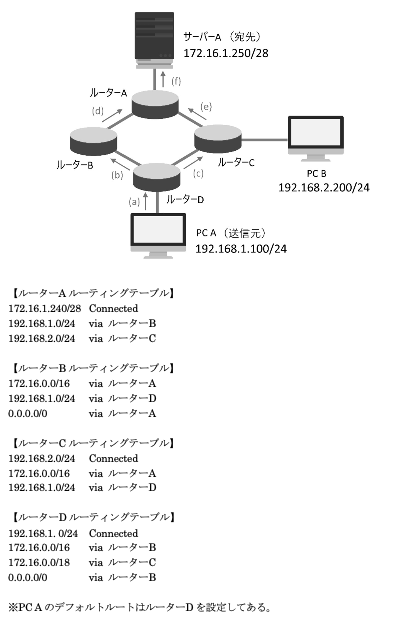 サーバーA （宛先）
172.16.1.250/28
ルーターA
(f)
(d)
(e)
ルーターB
ルーターC
(b)
(c)
PC B
192.168.2.200/24
ルーターD
(a)
PC A （送信元）
192.168.1.100/24
【ルーターA ルーティングテーブル】
172.16.1.240/28 Connected
192.168.1.0/24 via ルーターB
192.168.2.0/24 via ルーターC
【ルーターB ルーティングテーブル】
172.16.0.0/16 via ルーターA
192.168.1.0/24 via ルーターD
0.0.0.0/0 via ルーターA
【ルーターC ルーティングテーブル】
192.168.2.0/24 Connected
172.16.0.0/16 via ルーターA
192.168.1.0/24 via ルーターD
【ルーターD ルーティングテーブル】
192.168.1. 0/24 Connected
172.16.0.0/16 via ルーターB
172.16.0.0/18 via ルーターC
0.0.0.0/0 via ルーターB
※PC A のデフォルトルートはルーターD を設定してある。